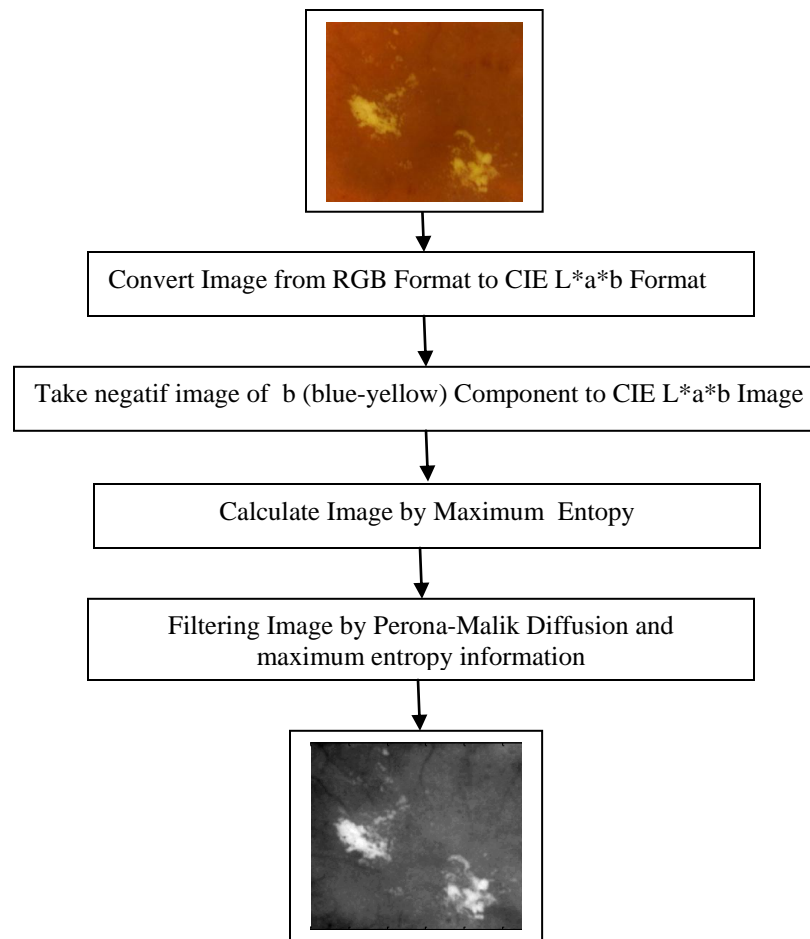 Convert Image from RGB Format to CIE L*a*b Format
Take negatif image of b (blue-yellow) Component to CIE L*a*b Image
Calculate Image by Maximum Entopy
Filtering Image by Perona-Malik Diffusion and
maximum entropy information